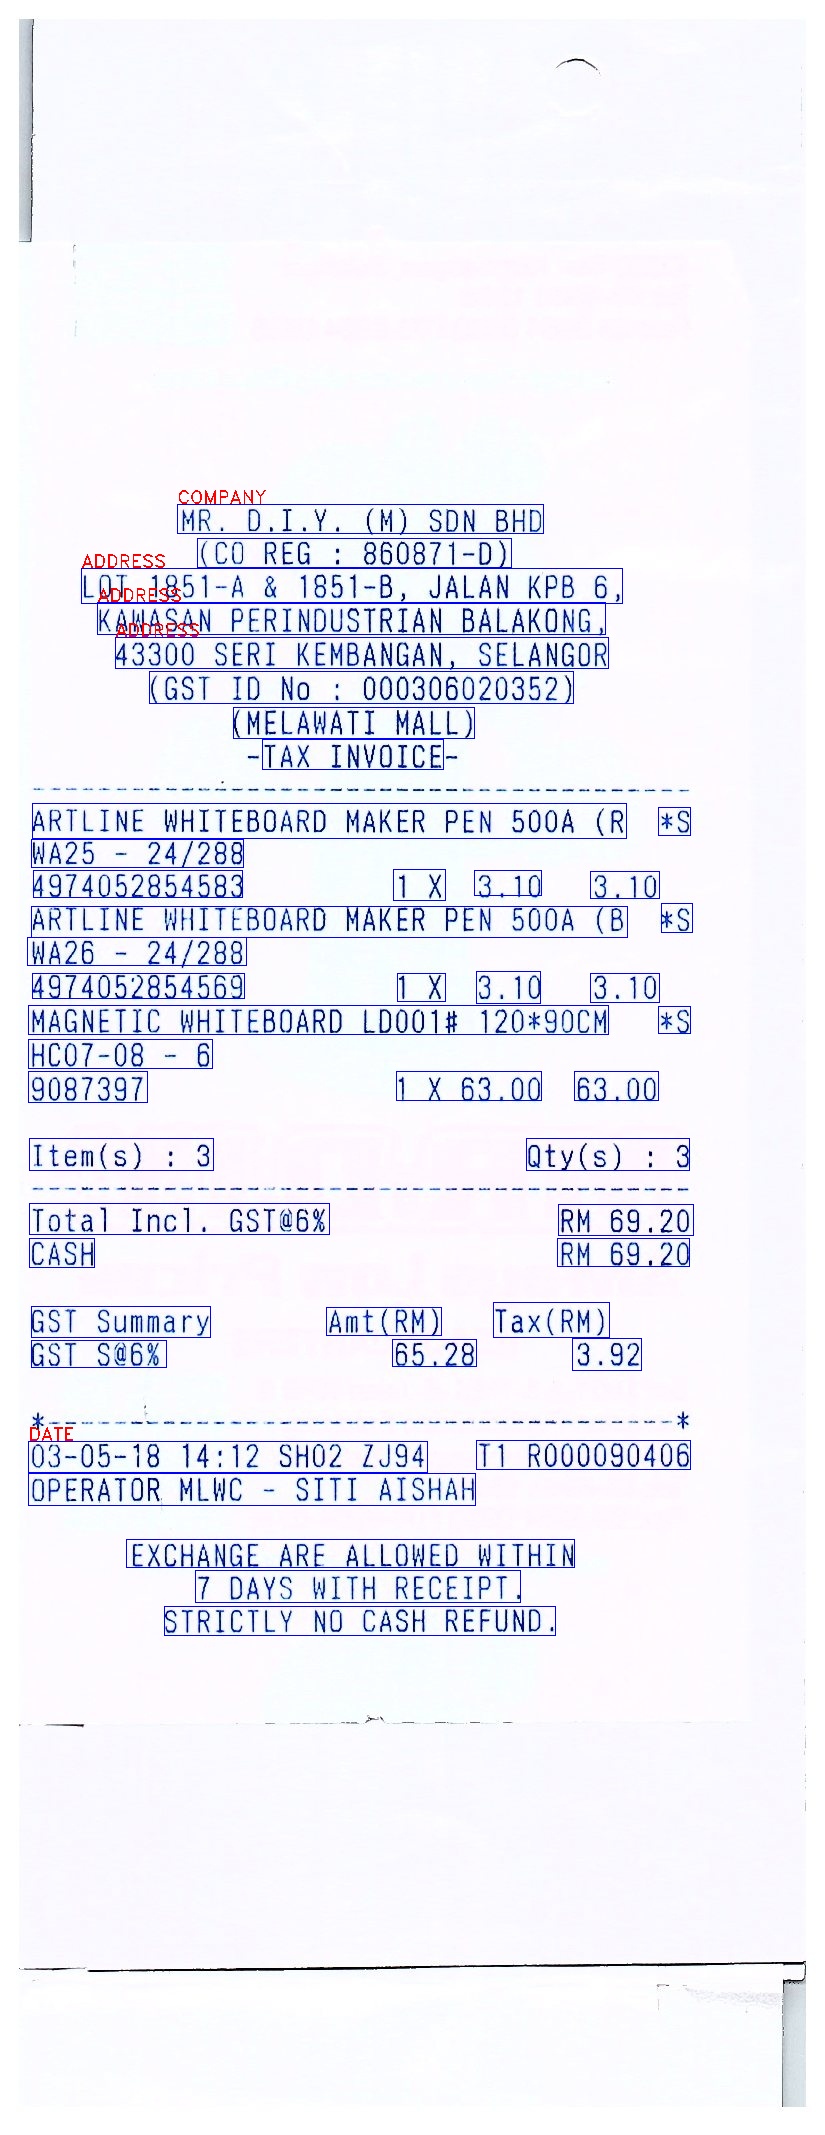 COMPANY
MR. D.I.Y. (M) SDN BHD
(CO REG : 860871-D)
ADDRESS
LOT 1851-A & 1851-B, JALAN KPB 6,
ADDRESS
KAWASAN PERINDUSTRIAN BALAKONG,
ADDRESS
43300 SERI KEMBANGAN, SELANGOR
(GST ID No : 000306020352)
(MELAWATI MALL)
-TAX INVOICE-
ARTLINE WHITEBOARD MAKER PEN 500A (R *S
WA25 - 24/288
4974052854583 1 X 3.10 3.10
ARTLINE WHITEBOARD MAKER PEN 500A (B *S
WA26 - 24/288
4974052854569 1 X 3.10 3.10
MAGNETIC WHITEBOARD LD001# 120*90CM *S
HC07-08 - 6
9087397 1 X 63.00 63.00
Item(s) : 3 Qty(s) : 3
Total Incl. GST@6% RM 69.20
CASH RM 69.20
GST Summary Amt(RM) Tax(RM)
GST S@6% 65.28 3.92
*---------------------------------------*
DATE
03-05-18 14:12 SH02 ZJ94 T1 R000090406
OPERATOR MLWC - SITI AISHAH
EXCHANGE ARE ALLOWED WITHIN
7 DAYS WITH RECEIPT.
STRICTLY NO CASH REFUND.